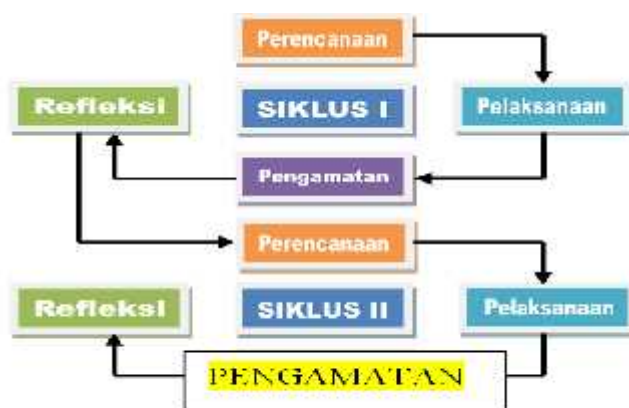 Perencanaan
Refleksi
SIKLUS I
Pelaksanaan
Pengamatan
Perencanaan
Refleksi
SIKLUS II
Pelaksanaan
PENGAMATAN